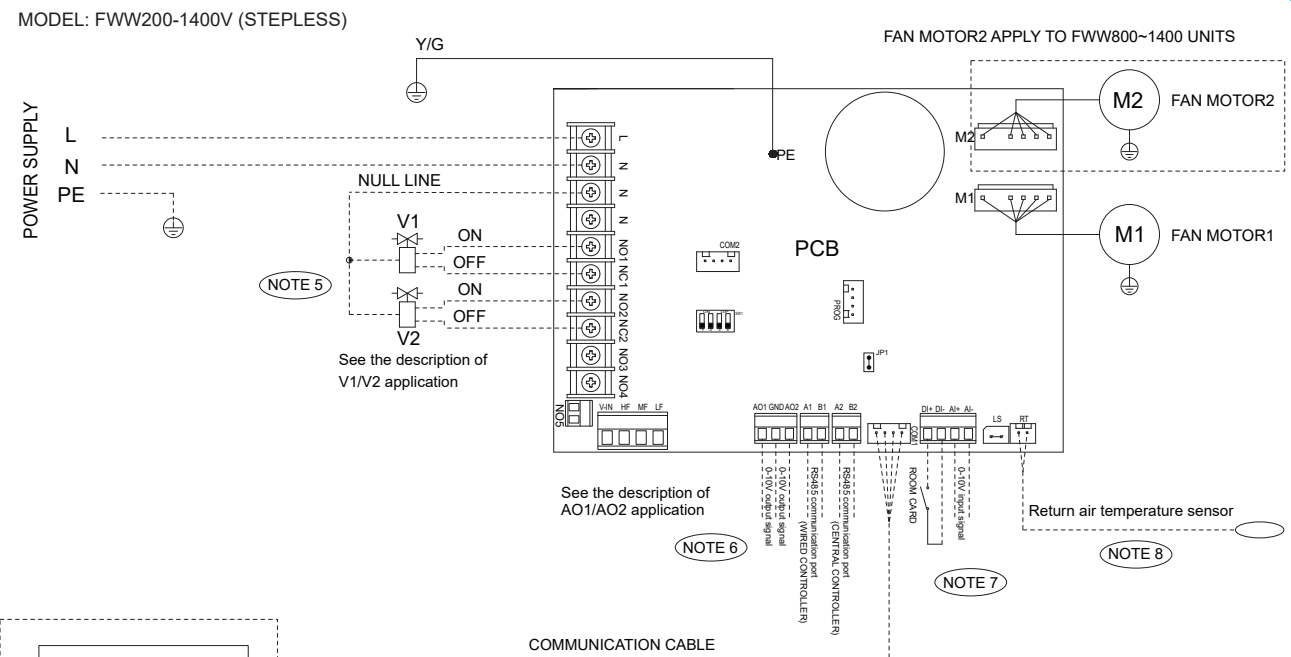 MODEL: FWW200-1400V (STEPLESS)
Y/G
FAN MOTOR2 APPLY TO FWW800~1400 UNITS
POWER SUPPLY
L
N
PE
NULL LINE
V1
ON
OFF
ON
OFF
V2
NOTE 5
See the description of
V1/V2 application
L
N
N
N
NO1
NC1
NO2
NC2
NO3
NO4
NO5
V-IN HF MF LF
PE
M2
M2
FAN MOTOR2
M1
M1
FAN MOTOR1
COM2
PCB
PROG
JP1
AO1 GND AO2 A1 B1 A2 B2
COM1
DI+ DI- AI+ AI-
LS
RT
See the description of
AO1/AO2 application
NOTE 6
0-10V output signal
0-10V output signal
RS485 communication port
(WIRED CONTROLLER)
RS485 communication port
(CENTRAL CONTROLLER)
ROOM CARD
0-10V input signal
NOTE 7
Return air temperature sensor
NOTE 8
COMMUNICATION CABLE